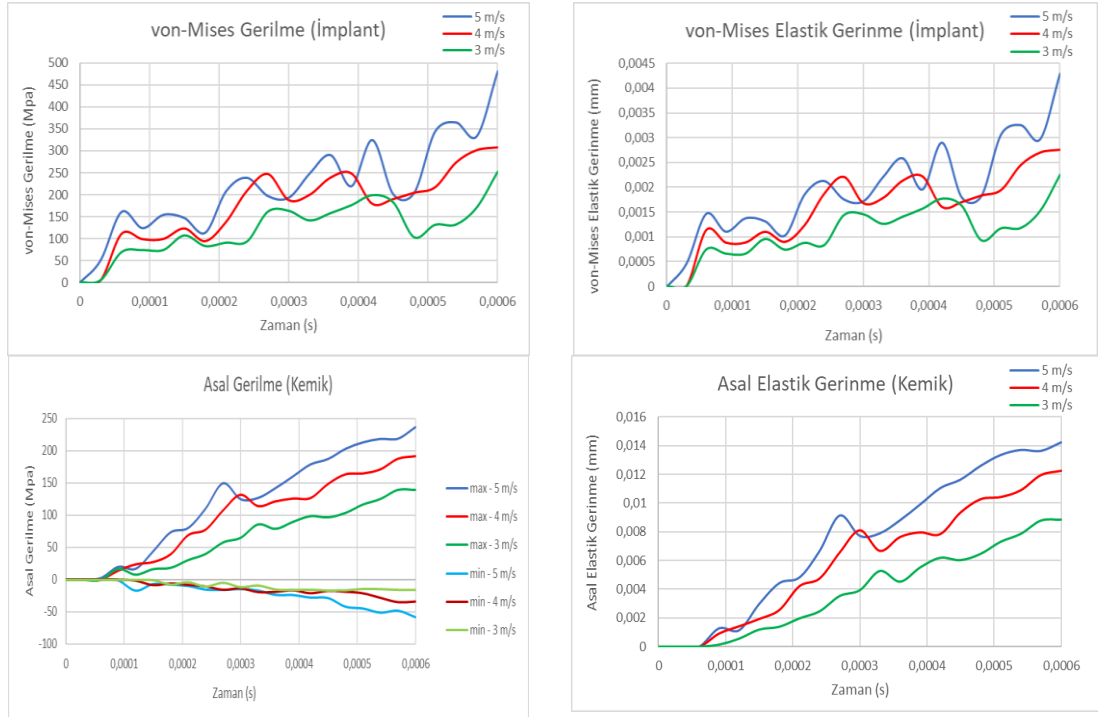 von-Mises Gerilme (İmplant)
5 m/s
4 m/s
3 m/s
von-Mises Gerilme (Mpa)
500
450
400
350
300
250
200
150
100
50
0
0
0,0001
0,0002
0,0003
0,0004
0,0005
0,0006
Zaman (s)
von-Mises Elastik Gerinme (İmplant)
5 m/s
4 m/s
3 m/s
von-Mises Elastik Gerinme (mm)
0,0045
0,004
0,0035
0,003
0,0025
0,002
0,0015
0,001
0,0005
0
0
0,0001
0,0002
0,0003
0,0004
0,0005
0,0006
Zaman (s)
Asal Gerilme (Kemik)
Asal Gerilme (Mpa)
250
200
150
100
50
0
-50
-100
0
0,0001
0,0002
0,0003
0,0004
0,0005
0,0006
Zaman (s)
max - 5 m/s
max - 4 m/s
max - 3 m/s
min - 5 m/s
min - 4 m/s
min - 3 m/s
Asal Elastik Gerinme (Kemik)
5 m/s
4 m/s
3 m/s
Asal Elastik Gerinme (mm)
0,016
0,014
0,012
0,01
0,008
0,006
0,004
0,002
0
0
0,0001
0,0002
0,0003
0,0004
0,0005
0,0006
Zaman (s)